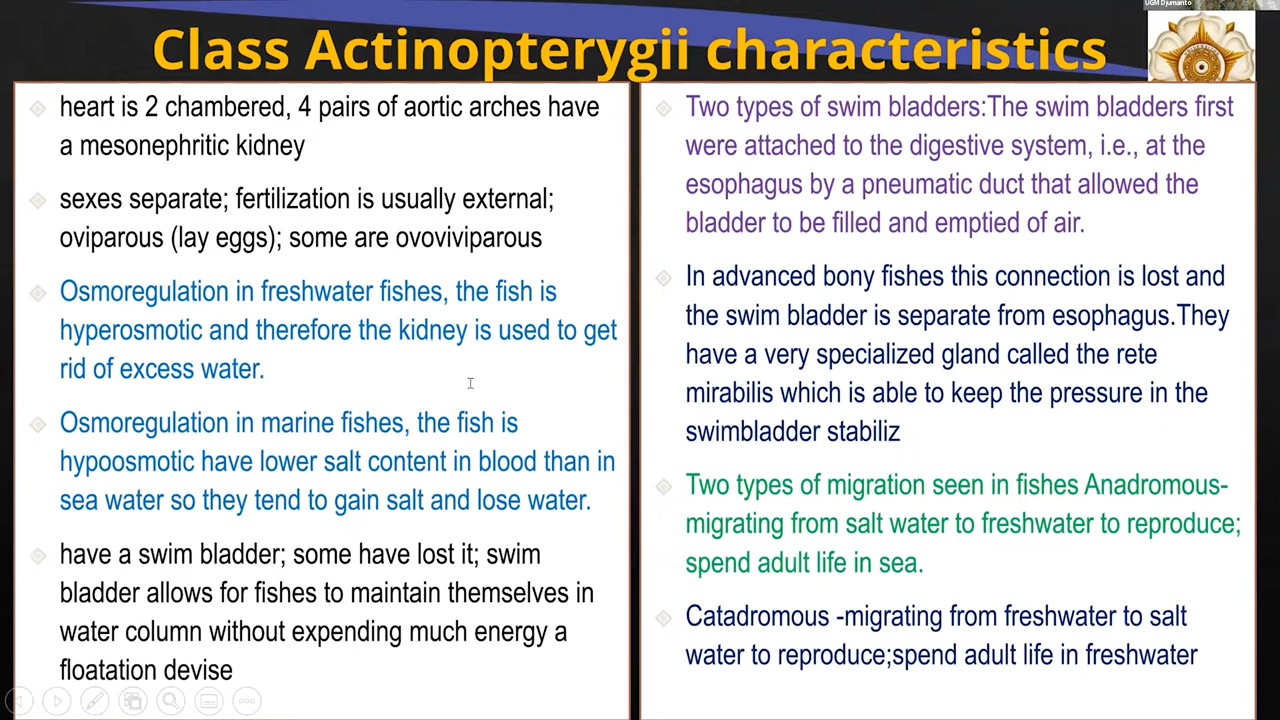 UGM Djumanto
Class Actinopterygii characteristics
heart is 2 chambered, 4 pairs of aortic arches have
a mesonephritic kidney
sexes separate; fertilization is usually external;
oviparous (lay eggs); some are ovoviviparous
Osmoregulation in freshwater fishes, the fish is
hyperosmotic and therefore the kidney is used to get
rid of excess water.
Osmoregulation in marine fishes, the fish is
hypoosmotic have lower salt content in blood than in
sea water so they tend to gain salt and lose water.
have a swim bladder; some have lost it; swim
bladder allows for fishes to maintain themselves in
water column without expending much energy a
floatation devise
Two types of swim bladders:The swim bladders first
were attached to the digestive system, i.e., at the
esophagus by a pneumatic duct that allowed the
bladder to be filled and emptied of air.
In advanced bony fishes this connection is lost and
the swim bladder is separate from esophagus.They
have a very specialized gland called the rete
mirabilis which is able to keep the pressure in the
swimbladder stabiliz
Two types of migration seen in fishes Anadromous-
migrating from salt water to freshwater to reproduce;
spend adult life in sea.
Catadromous -migrating from freshwater to salt
water to reproduce;spend adult life in freshwater